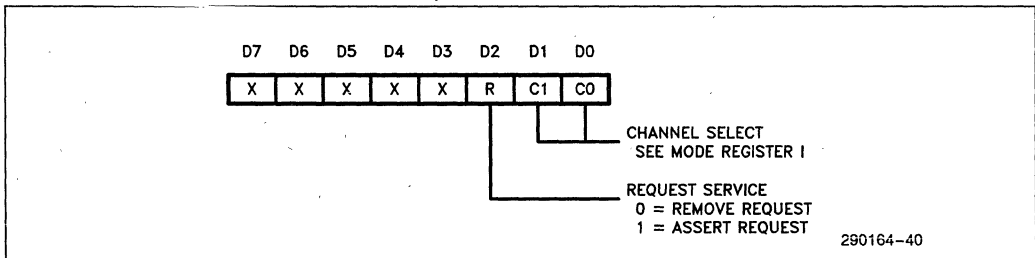 D7 D6 D5 D4 D3 D2 D1 D0
X X X X X R C1 C0
CHANNEL SELECT
SEE MODE REGISTER I
REQUEST SERVICE
0 = REMOVE REQUEST
1 = ASSERT REQUEST
290164-40